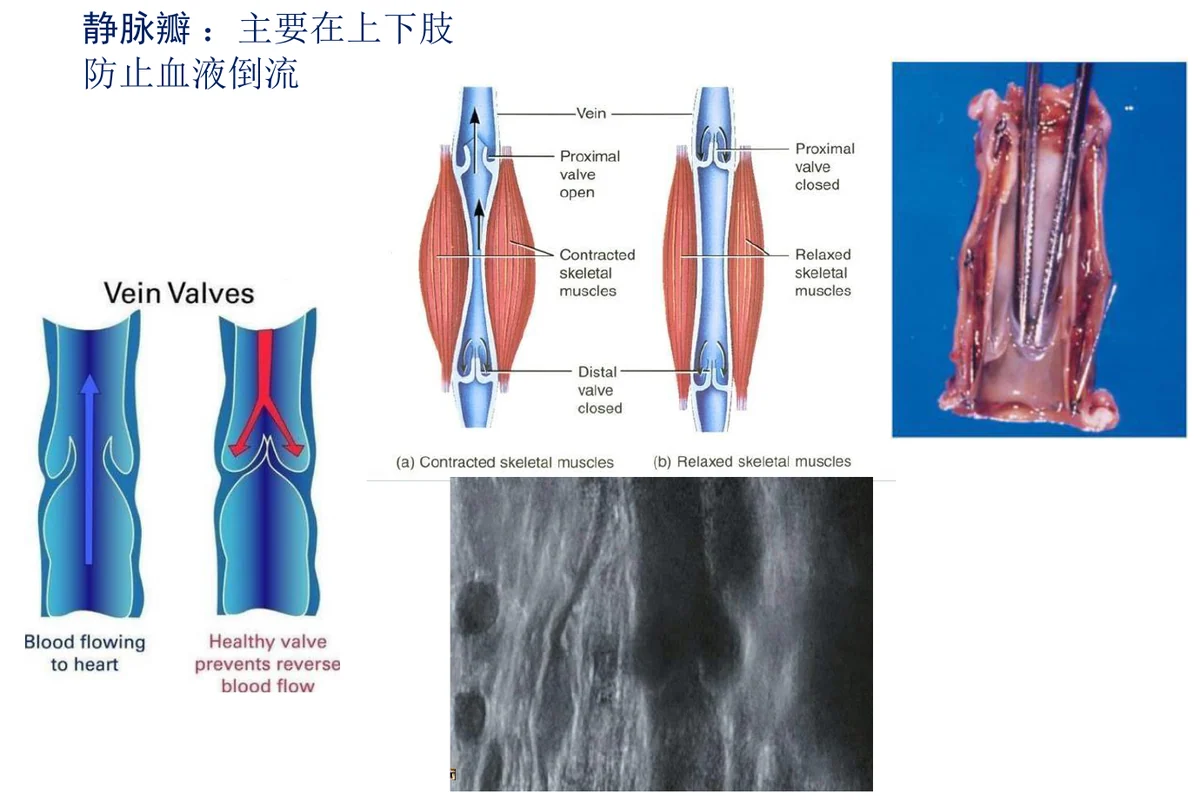 静脉瓣 ：主要在上下肢
防止血液倒流
Vein
Proximal
valve
open
Proximal
valve
closed
Contracted
skeletal
muscles
Relaxed
skeletal
muscles
Distal
valve
closed
(a) Contracted skeletal muscles
(b) Relaxed skeletal muscles
Vein Valves
Blood flowing
to heart
Healthy valve
prevents reverse
blood flow